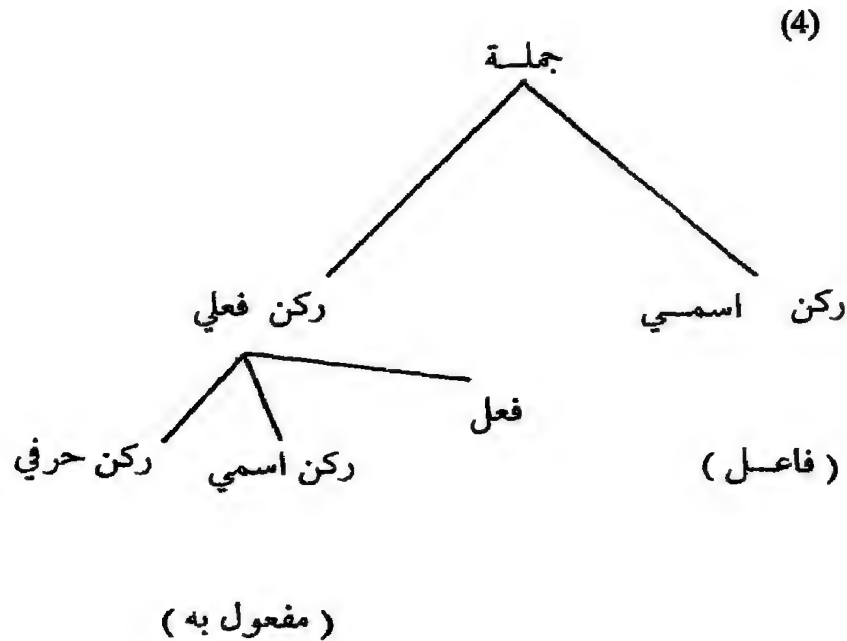 (4)
جملة
ركن اسمي ركن فعلي
فعل
( فاعل ) ركن اسمي ركن حرفي
( مفعول به )